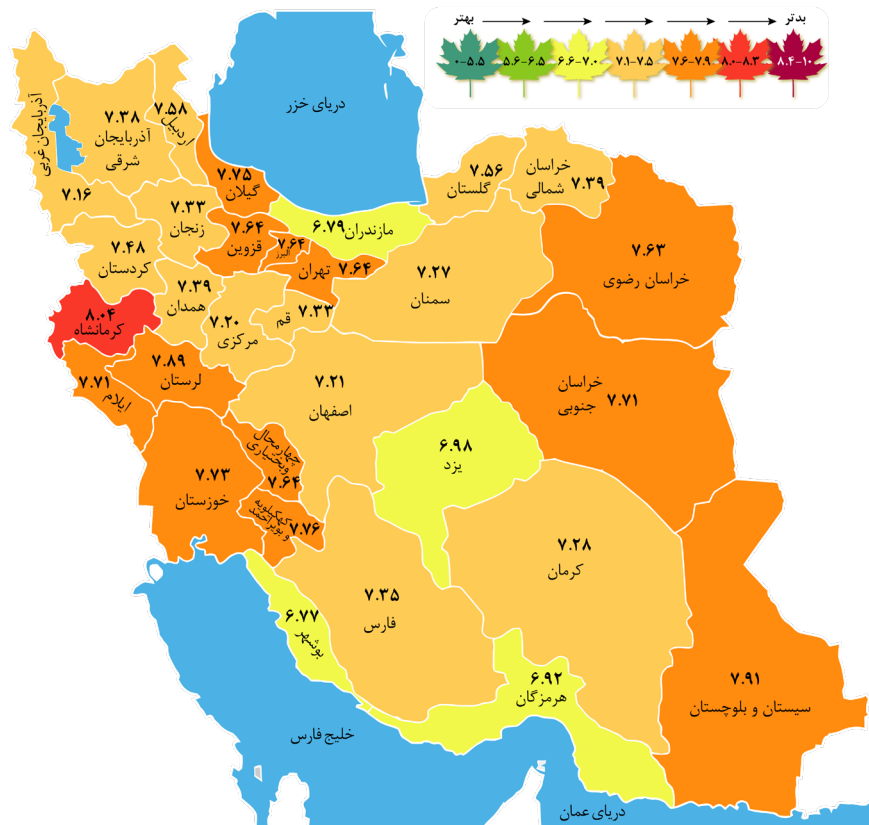 بهتر
بدتر
۰-۵.۵
۵.۶-۶.۵
۶.۶-۷.۰
۷.۱-۷.۵
۷.۶-۷.۹
۸.۰-۸.۳
۸.۴-۱۰
دریای خزر
آذربایجان غربی
۷.۱۶
۷.۳۸
آذربایجان
شرقی
۷.۵۸
اردبیل
۷.۷۵
گیلان
۷.۳۳
زنجان
۷.۶۴
قزوین
۷.۶۴
البرز
تهران ۷.۶۴
۶.۷۹ مازندران
۷.۵۶
گلستان
خراسان
شمالی ۷.۳۹
۷.۶۳
خراسان رضوی
۷.۲۷
سمنان
۷.۴۸
کردستان
۷.۳۹
همدان
۸.۰۴
کرمانشاه
۷.۲۰
مرکزی
قم ۷.۳۳
۷.۸۹
لرستان
۷.۷۱
ایلام
۷.۲۱
اصفهان
خراسان
جنوبی ۷.۷۱
۶.۹۸
یزد
چهارمحال
وبختیاری
۷.۶۴
۷.۷۳
خوزستان
کهگیلویه
و بویراحمد
۷.۷۶
۷.۲۸
کرمان
۷.۳۵
فارس
۶.۷۷
بوشهر
۶.۹۲
هرمزگان
۷.۹۱
سیستان و بلوچستان
خلیج فارس
دریای عمان